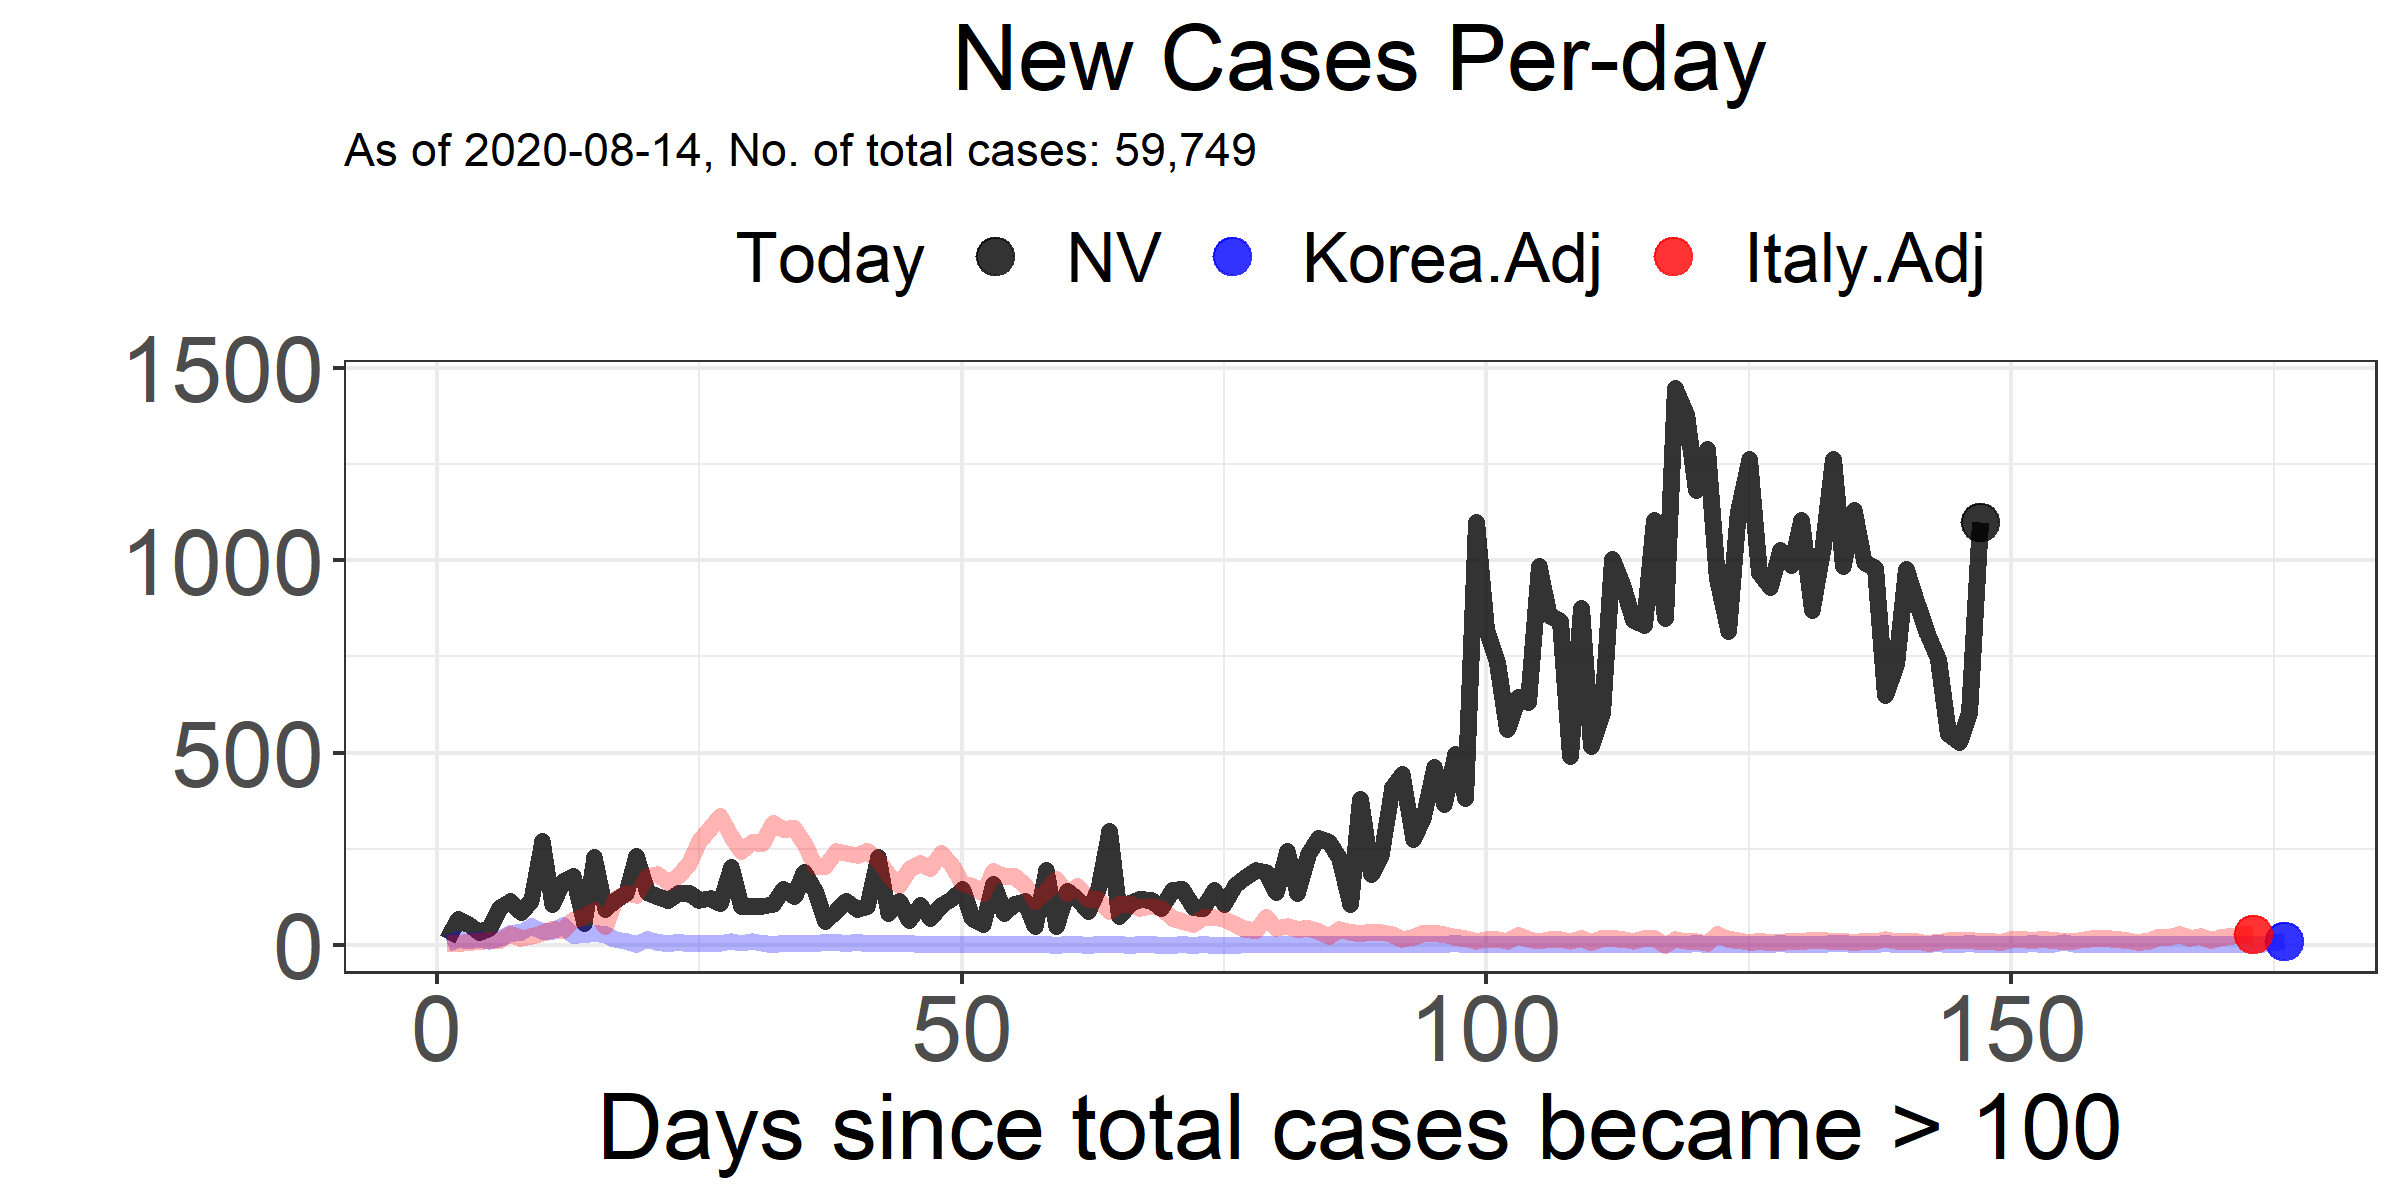 New Cases Per-day
As of 2020-08-14, No. of total cases: 59,749
Today NV Korea.Adj Italy.Adj
1500
1000
500
0
0 50 100 150
Days since total cases became > 100